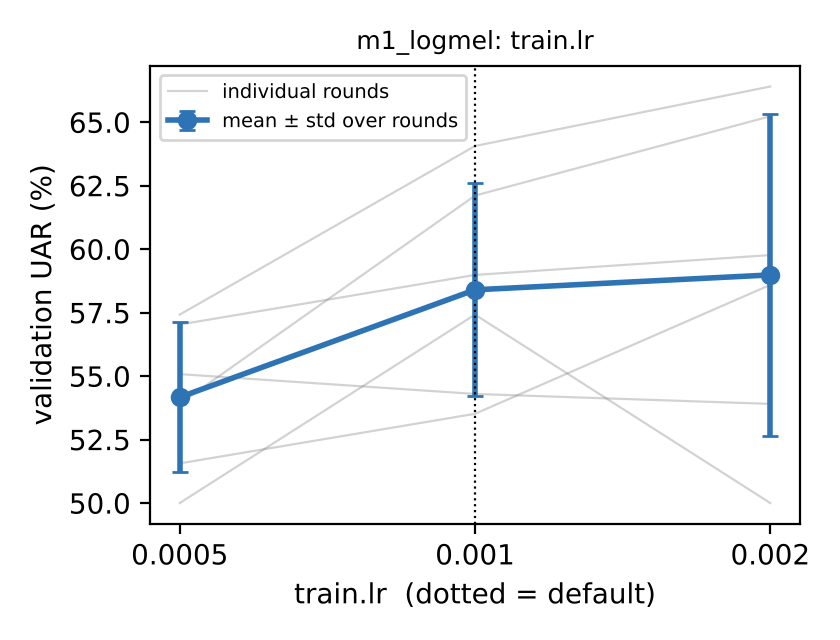 m1_logmel: train.lr
individual rounds
mean ± std over rounds
validation UAR (%)
65.0
62.5
60.0
57.5
55.0
52.5
50.0
0.0005
0.001
0.002
train.lr  (dotted = default)